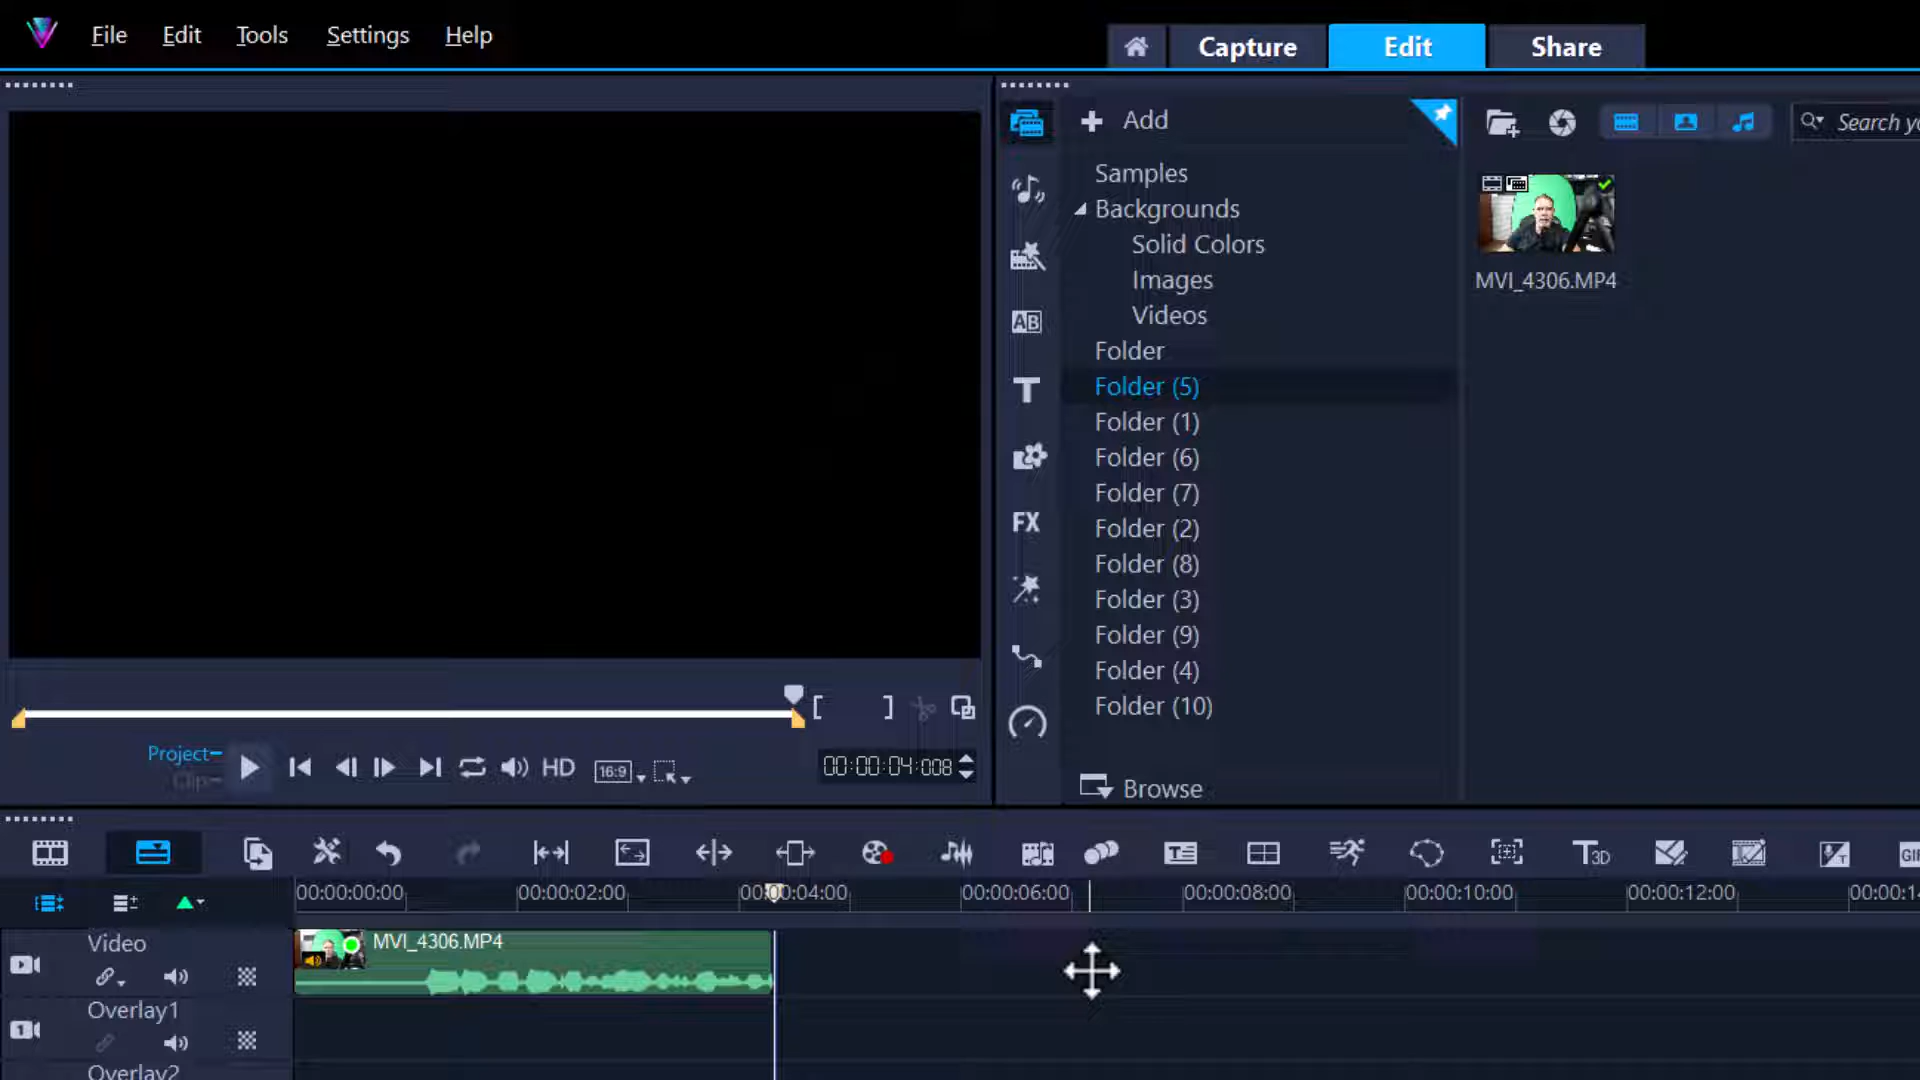 File Edit Tools Settings Help
Capture Edit Share
Add
Search yo
Samples
Backgrounds
Solid Colors
Images
Videos
Folder
Folder (5)
Folder (1)
Folder (6)
Folder (7)
Folder (2)
Folder (8)
Folder (3)
Folder (9)
Folder (4)
Folder (10)
Browse
MVI_4306.MP4
AB
T
FX
Project
Clip
HD
16:9
00:00:04:008
T3D
GIF
00:00:00:00 00:00:02:00 00:00:04:00 00:00:06:00 00:00:08:00 00:00:10:00 00:00:12:00 00:00:14
Video
MVI_4306.MP4
Overlay1
1
Overlay2